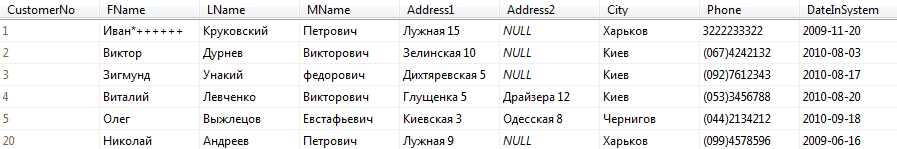 CustomerNo FName LName MName Address1 Address2 City Phone DateInSystem
1 Иван*++++++ Круковский Петрович Лужная 15 NULL Харьков 3222233322 2009-11-20
2 Виктор Дурнев Викторович Зелинская 10 NULL Киев (067)4242132 2010-08-03
3 Зигмунд Унакий федорович Дихтяревская 5 NULL Киев (092)7612343 2010-08-17
4 Виталий Левченко Викторович Глущенка 5 Драйзера 12 Киев (053)3456788 2010-08-20
5 Олег Выжлецов Евстафьевич Киевская 3 Одесская 8 Чернигов (044)2134212 2010-09-18
20 Николай Андреев Петрович Лужная 9 NULL Харьков (099)4578596 2009-06-16